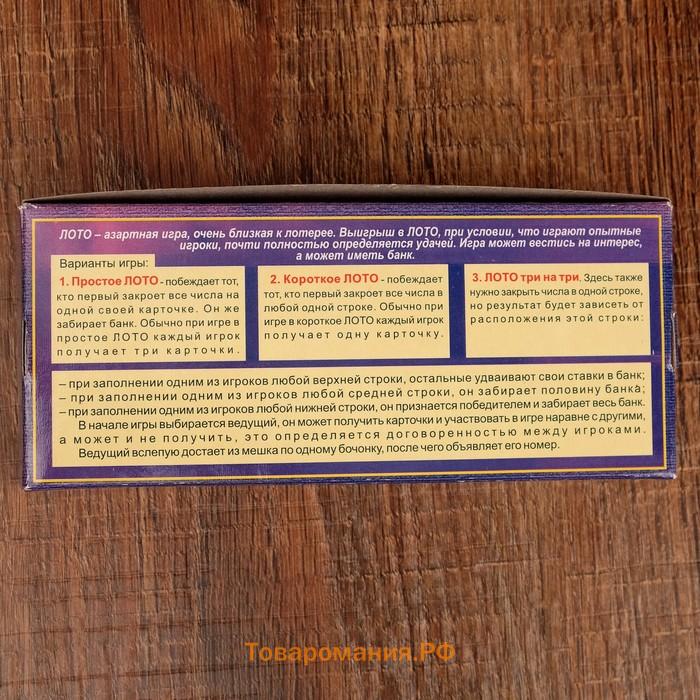 ЛОТО – азартная игра, очень близкая к лотерее. Выигрыш в ЛОТО, при условии, что играют опытные
игроки, почти полностью определяется удачей. Игра может вестись на интерес,
а может иметь банк.
Варианты игры:
1. Простое ЛОТО - побеждает тот,
кто первый закроет все числа на
одной своей карточке. Он же
забирает банк. Обычно при игре в
простое ЛОТО каждый игрок
получает три карточки.
2. Короткое ЛОТО - побеждает
тот, кто первый закроет числа в
любой одной строке. Обычно при
игре в короткое ЛОТО каждый игрок
получает одну карточку.
3. ЛОТО три на три. Здесь также
нужно закрыть числа в одной строке,
но результат будет зависеть от
расположения этой строки:
– при заполнении одним из игроков любой верхней строки, остальные удваивают свои ставки в банк;
– при заполнении одним из игроков любой средней строки, он забирает половину банка;
– при заполнении одним из игроков любой нижней строки, он признается победителем и забирает весь банк.
В начале игры выбирается ведущий, он может получить карточки и участвовать в игре наравне с другими,
а может и не получить, это определяется договоренностью между игроками.
Ведущий вслепую достает из мешка по одному бочонку, после чего объявляет его номер.
Товаромания.РФ